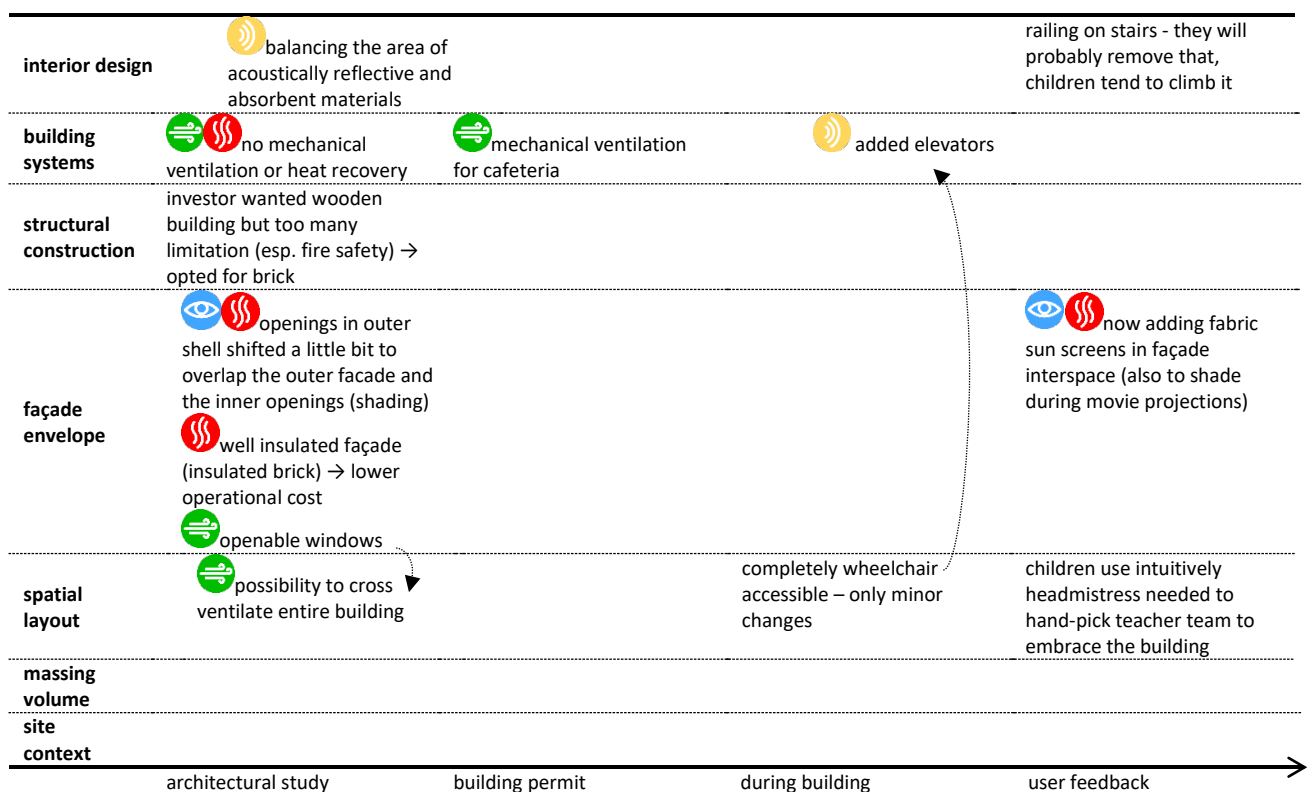 interior design
balancing the area of
acoustically reflective and
absorbent materials
railing on stairs - they will
probably remove that,
children tend to climb it
building
systems
no mechanical
ventilation or heat recovery
mechanical ventilation
for cafeteria
added elevators
structural
construction
investor wanted wooden
building but too many
limitation (esp. fire safety) →
opted for brick
façade
envelope
openings in outer
shell shifted a little bit to
overlap the outer facade and
the inner openings (shading)
well insulated façade
(insulated brick) → lower
operational cost
openable windows
now adding fabric
sun screens in façade
interspace (also to shade
during movie projections)
spatial
layout
possibility to cross
ventilate entire building
completely wheelchair
accessible – only minor
changes
children use intuitively
headmistress needed to
hand-pick teacher team to
embrace the building
massing
volume
site
context
architectural study
building permit
during building
user feedback